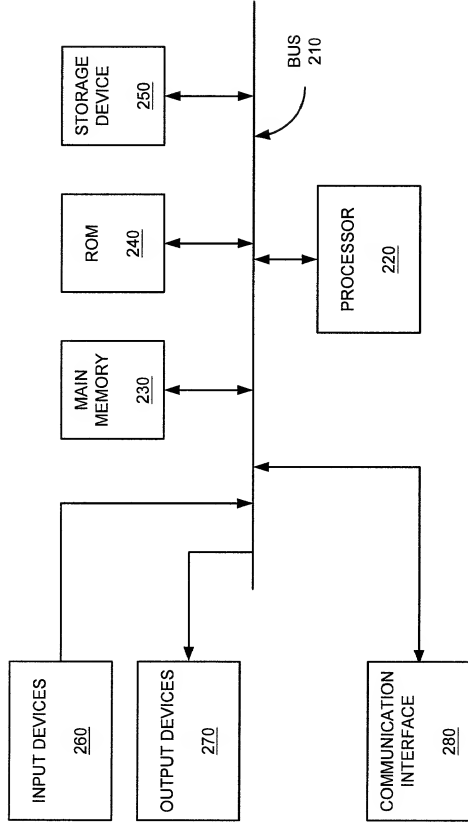 INPUT DEVICES
260
OUTPUT DEVICES
270
COMMUNICATION
INTERFACE
280
MAIN
MEMORY
230
ROM
240
STORAGE
DEVICE
250
PROCESSOR
220
BUS
210